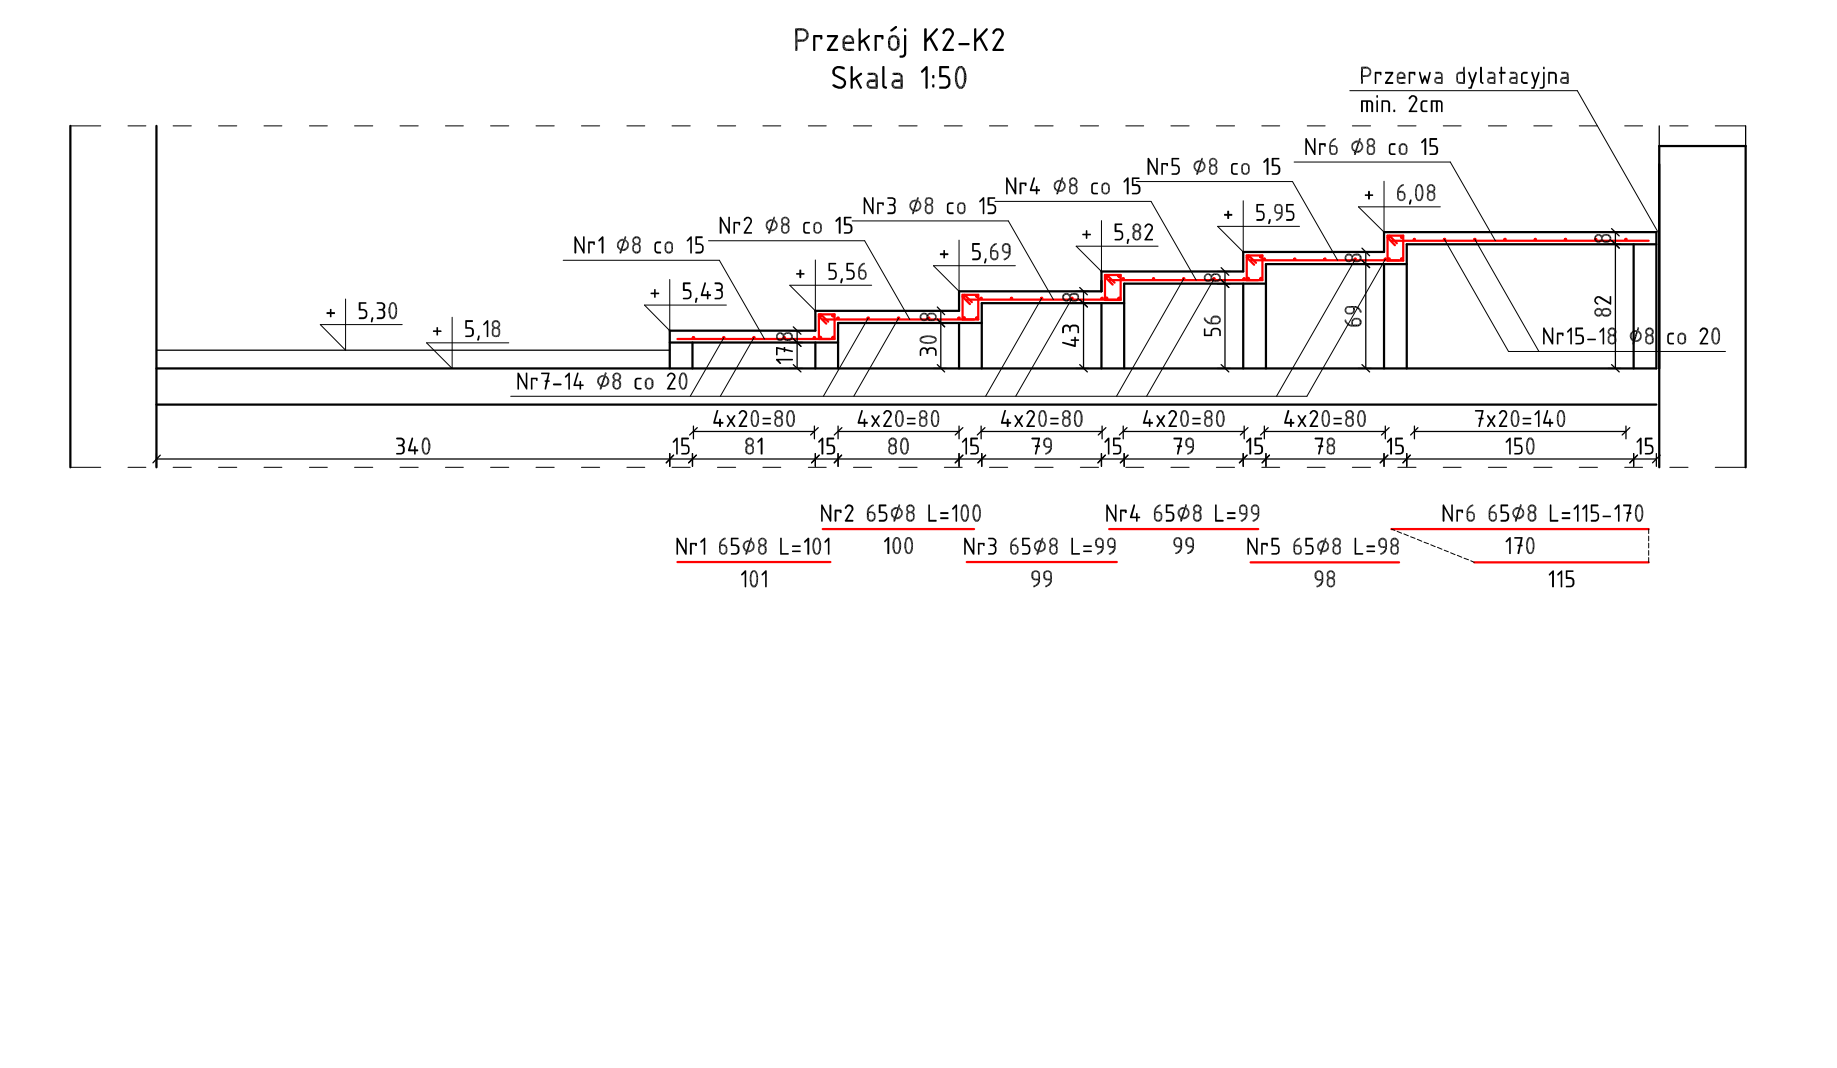 Przekrój K2-K2
Skala 1:50
Przerwa dylatacyjna
min. 2cm
Nr6 Ø8 co 15
Nr5 Ø8 co 15
Nr4 Ø8 co 15
Nr3 Ø8 co 15
Nr2 Ø8 co 15
Nr1 Ø8 co 15
+ 6,08
+ 5,95
+ 5,82
+ 5,69
+ 5,56
+ 5,43
+ 5,30
+ 5,18
8 8 8 8 8 8
17 30 43 56 69 82
Nr15-18 Ø8 co 20
Nr7-14 Ø8 co 20
4x20=80 4x20=80 4x20=80 4x20=80 4x20=80 7x20=140
340 15 81 15 80 15 79 15 79 15 78 15 150 15
Nr2 65Ø8 L=100 Nr4 65Ø8 L=99 Nr6 65Ø8 L=115-170
100 99 170
Nr1 65Ø8 L=101 Nr3 65Ø8 L=99 Nr5 65Ø8 L=98
101 99 98 115